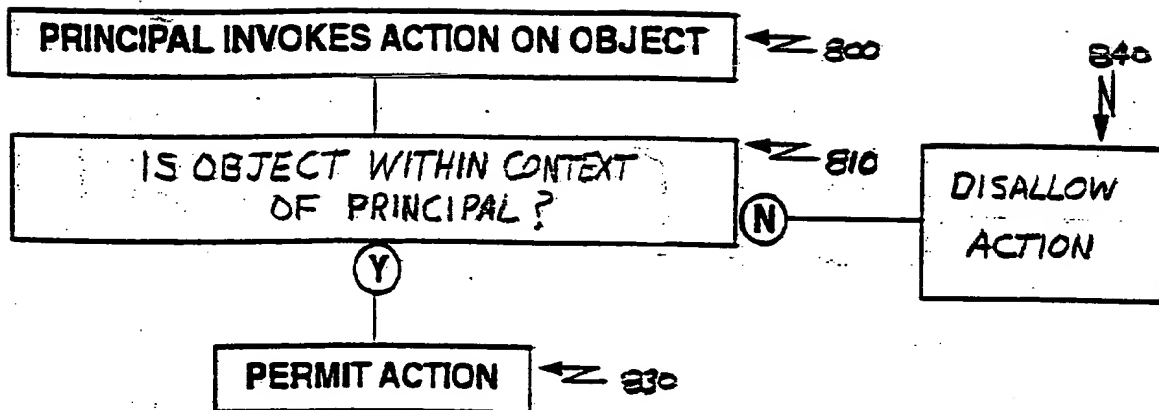 PRINCIPAL INVOKES ACTION ON OBJECT
800
840
IS OBJECT WITHIN CONTEXT
OF PRINCIPAL?
810
N
DISALLOW
ACTION
Y
PERMIT ACTION
830